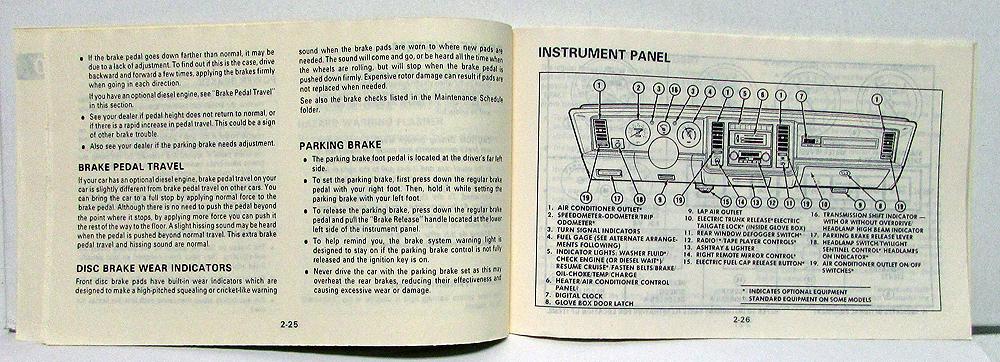 • If the brake pedal goes down farther than normal, it may be
due to a lack of adjustment. To find out if this is the case, drive
backward and forward a few times, applying the brakes firmly
when going in each direction.
If you have an optional diesel engine, see "Brake Pedal Travel"
in this section.
• See your dealer if pedal height does not return to normal, or
if there is a rapid increase in pedal travel. This could be a sign
of other brake trouble.
• Also see your dealer if the parking brake needs adjustment.
BRAKE PEDAL TRAVEL
If your car has an optional diesel engine, brake pedal travel on your
car is slightly different from brake pedal travel on other cars. You
can bring the car to a full stop by applying normal force to the
brake pedal. Although there is no need to push the pedal beyond
the point where it stops, by applying more force you can push it
the rest of the way to the floor. A slight hissing sound may be heard
when the pedal is pushed beyond normal travel. This extra brake
pedal travel and hissing sound are normal.
DISC BRAKE WEAR INDICATORS
Front disc brake pads have built-in wear indicators which are
designed to make a high-pitched squealing or cricket-like warning
sound when the brake pads are worn to where new pads are
needed. The sound will come and go, or be heard all the time when
the wheels are rolling, but will stop when the brake pedal is
pushed down firmly. Expensive rotor damage can result if pads are
not replaced when needed.
See also the brake checks listed in the Maintenance Schedule
folder.
PARKING BRAKE
• The parking brake foot pedal is located at the driver's far left
side.
• To set the parking brake, first press down the regular brake
pedal with your right foot. Then, hold it while setting the
parking brake with your left foot.
• To release the parking brake, press down the regular brake
pedal and pull the "Brake Release" handle located at the lower
left side of the instrument panel.
• To help remind you, the brake system warning light is
designed to stay on if the parking brake control is not fully
released and the ignition key is on.
• Never drive the car with the parking brake set as this may
overheat the rear brakes, reducing their effectiveness and
causing excessive wear or damage.
2-25
INSTRUMENT PANEL
1 2 3 18 3 4 1 5 6 1 7 1
19 17 18 9 19 15 14 13 12 10 11 19 9 8 19
1. AIR CONDITIONER OUTLET*
2. SPEEDOMETER-ODOMETER/TRIP
ODOMETER*
3. TURN SIGNAL INDICATORS
4. FUEL GAGE (SEE ALTERNATE ARRANGE-
MENTS FOLLOWING)
5. INDICATOR LIGHTS: WASHER FLUID*/
CHECK ENGINE (OR DIESEL WAIT*)/
RESUME CRUISE*/FASTEN BELTS/BRAKE/
OIL-CHOKE/TEMP/CHARGE
6. HEATER/AIR CONDITIONER CONTROL
PANEL†
7. DIGITAL CLOCK
8. GLOVE BOX DOOR LATCH
9. LAP AIR OUTLET
10. ELECTRIC TRUNK RELEASE*/ELECTRIC
TAILGATE LOCK* (INSIDE GLOVE BOX)
11. REAR WINDOW DEFOGGER SWITCH*
12. RADIO*/TAPE PLAYER CONTROLS*
13. ASHTRAY & LIGHTER
14. RIGHT REMOTE MIRROR CONTROL*
15. ELECTRIC FUEL CAP RELEASE BUTTON*
16. TRANSMISSION SHIFT INDICATOR —
WITH OR WITHOUT OVERDRIVE*
HEADLAMP HIGH BEAM INDICATOR
17. PARKING BRAKE RELEASE LEVER
18. HEADLAMP SWITCH TWILIGHT
SENTINEL CONTROL* HEADLAMPS
ON INDICATOR*
19. AIR CONDITIONER OUTLET ON/OFF
SWITCHES*
* INDICATES OPTIONAL EQUIPMENT
† STANDARD EQUIPMENT ON SOME MODELS
2-26